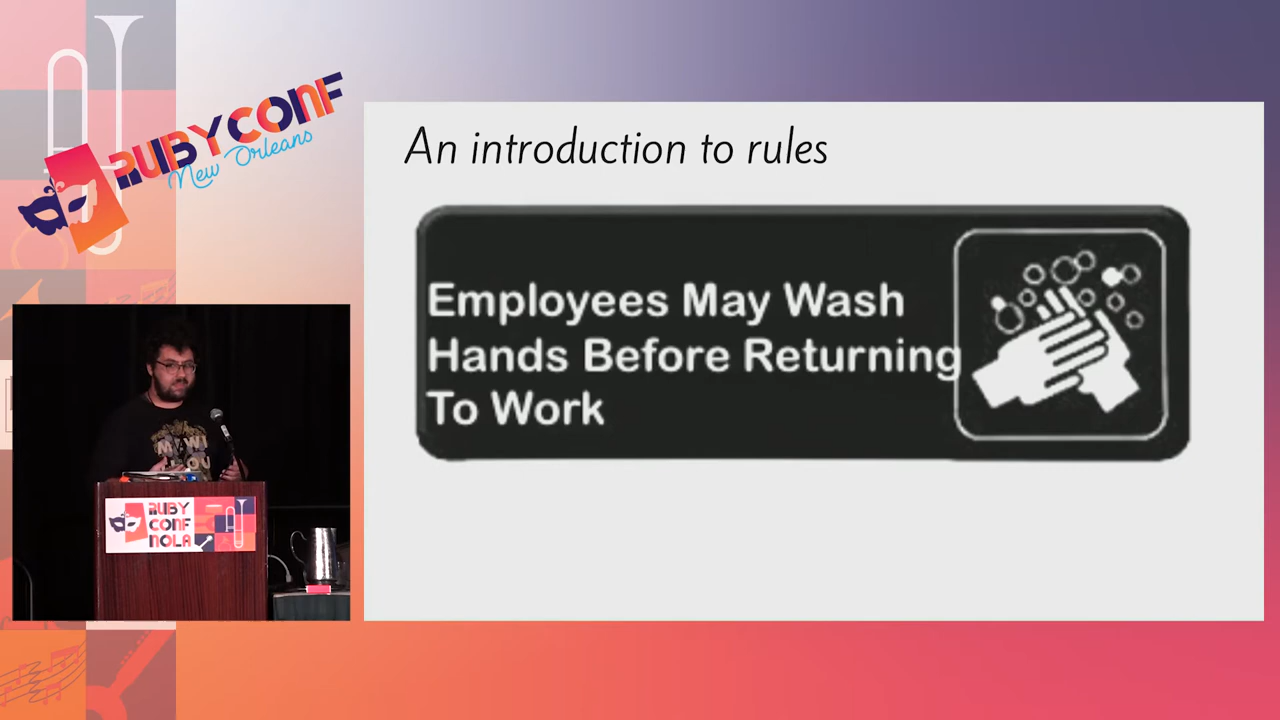 RUBYCONF
New Orleans
An introduction to rules
Employees May Wash
Hands Before Returning
To Work
RUBY
CONF
NOLA